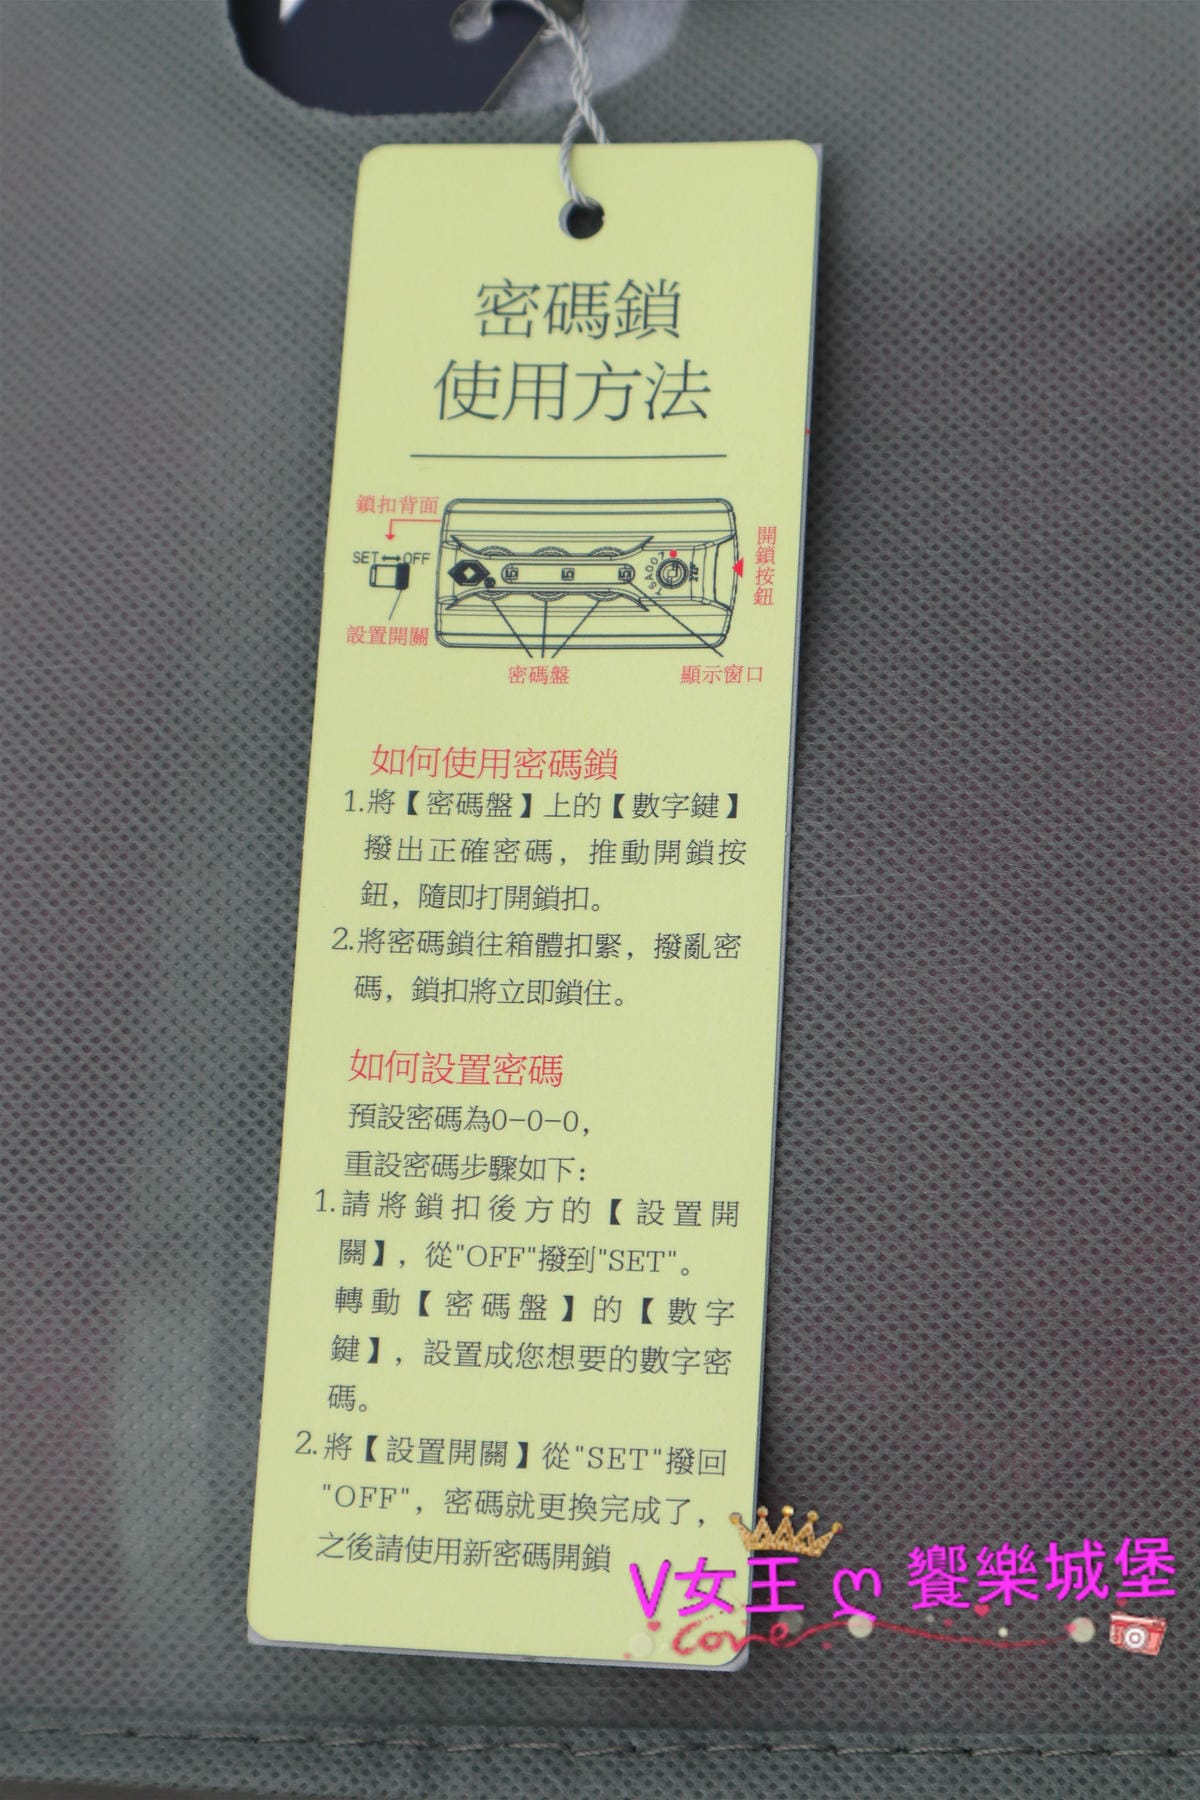 密碼鎖
使用方法
鎖扣背面
SET↔OFF
設置開關
TSA007
開鎖按鈕
密碼盤
顯示窗口
如何使用密碼鎖
1.將【密碼盤】上的【數字鍵】
撥出正確密碼，推動開鎖按
鈕，隨即打開鎖扣。
2.將密碼鎖往箱體扣緊，撥亂密
碼，鎖扣將立即鎖住。
如何設置密碼
預設密碼為0-0-0，
重設密碼步驟如下：
1.請將鎖扣後方的【設置開
關】，從"OFF"撥到"SET"。
轉動【密碼盤】的【數字
鍵】，設置成您想要的數字密
碼。
2.將【設置開關】從"SET"撥回
"OFF"，密碼就更換完成了，
之後請使用新密碼開鎖
V女王ღ饗樂城堡
Love